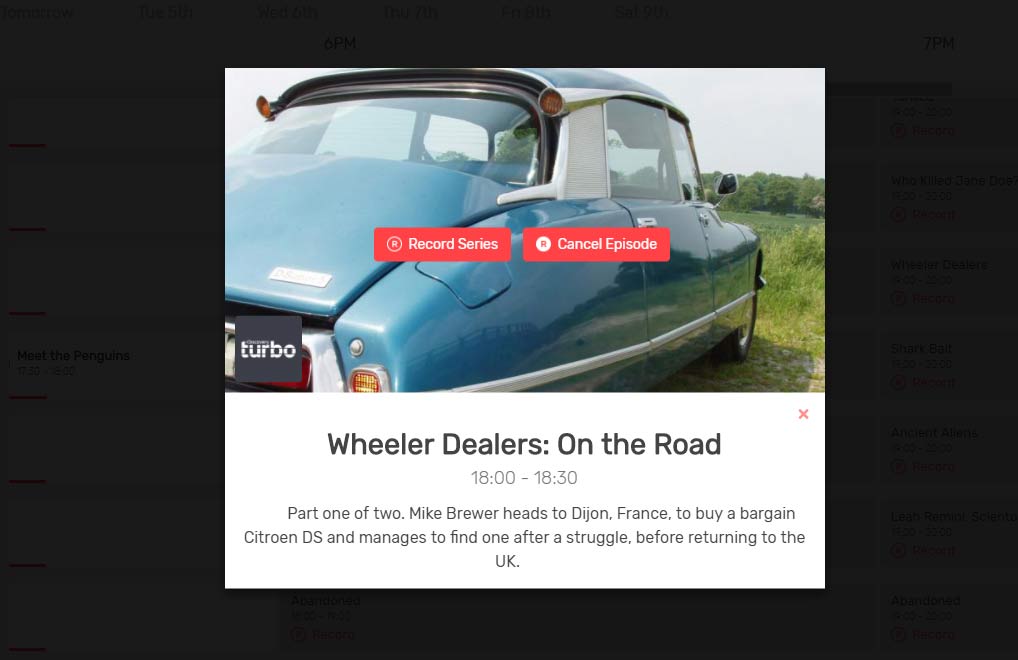 Tomorrow Tue 5th Wed 6th Thu 7th Fri 8th Sat 9th
6PM 7PM
19:00 - 20:00
Record
Who Killed Jane Doe?
19:00 - 20:00
Record
Record Series Cancel Episode
Wheeler Dealers
19:00 - 20:00
Record
DISCOVERY
turbo
Meet the Penguins
17:30 - 18:00
Shark Bait
19:00 - 20:00
Record
Wheeler Dealers: On the Road
18:00 - 18:30
Ancient Aliens
19:00 - 20:00
Record
Part one of two. Mike Brewer heads to Dijon, France, to buy a bargain
Citroen DS and manages to find one after a struggle, before returning to the
UK.
Leah Remini: Sciento
19:00 - 20:00
Record
Abandoned
18:00 - 19:00
Record
Abandoned
19:00 - 20:00
Record